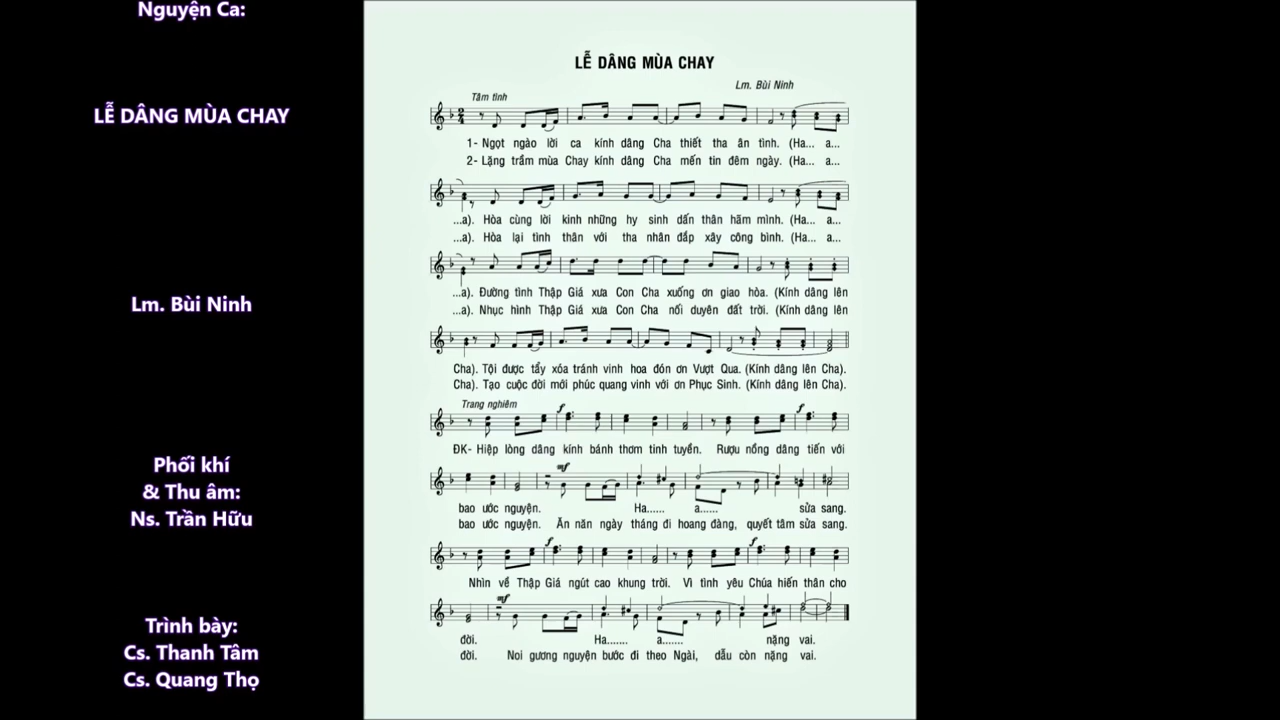 Nguyện Ca:
LỄ DÂNG MÙA CHAY
Lm. Bùi Ninh
Phối khí
& Thu âm:
Ns. Trần Hữu
Trình bày:
Cs. Thanh Tâm
Cs. Quang Thọ
LỄ DÂNG MÙA CHAY
Lm. Bùi Ninh
Tâm tình
1- Ngọt ngào lời ca kính dâng Cha thiết tha ân tình. (Ha... a...
2- Lặng trầm mùa Chay kính dâng Cha mến tin đêm ngày. (Ha... a...
...a). Hòa cùng lời kinh những hy sinh dấn thân hãm mình. (Ha... a...
...a). Hòa lại tình thân với tha nhân đắp xây công bình. (Ha... a...
...a). Đường tình Thập Giá xưa Con Cha xuống ơn giao hòa. (Kính dâng lên
...a). Nhục hình Thập Giá xưa Con Cha nối duyên đất trời. (Kính dâng lên
Cha). Tội được tẩy xóa tránh vinh hoa đón ơn Vượt Qua. (Kính dâng lên Cha).
Cha). Tạo cuộc đời mới phúc quang vinh với ơn Phục Sinh. (Kính dâng lên Cha).
Trang nghiêm
f
f
ĐK- Hiệp lòng dâng kính bánh thơm tinh tuyền. Rượu nồng dâng tiến với
mf
bao ước nguyện. Ha...... a...... sửa sang.
bao ước nguyện. Ăn năn ngày tháng đi hoang đàng, quyết tâm sửa sang.
f
f
Nhìn về Thập Giá ngút cao khung trời. Vì tình yêu Chúa hiến thân cho
mf
đời. Ha....... a....... nặng vai.
đời. Noi gương nguyện bước đi theo Ngài, dẫu còn nặng vai.